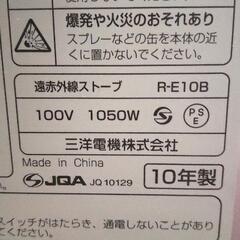 爆発や火災のおそれあり
スプレーなどの缶を本体の近
くに置かないでください
遠赤外線ストーブ R-E10B
100V 1050W PSE
三洋電機株式会社
Made in China
JQA JQ10129 10年製
スイッチがはたらき、通電しないことがあり